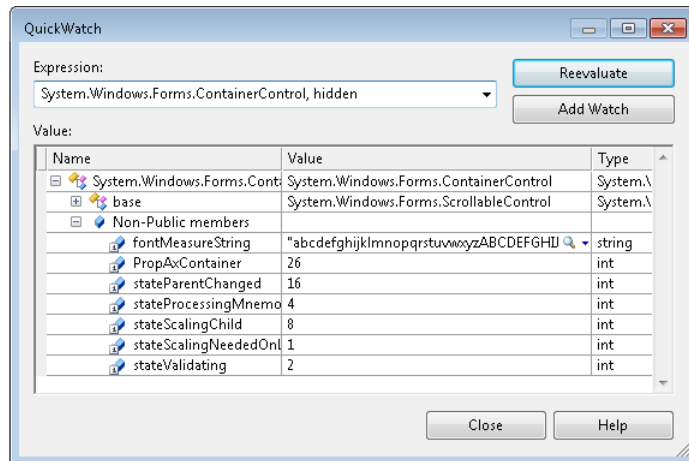 QuickWatch
Expression:
Reevaluate
System.Windows.Forms.ContainerControl, hidden
Add Watch
Value:
Name Value Type
System.Windows.Forms.Conta System.Windows.Forms.ContainerControl System.\
base System.Windows.Forms.ScrollableControl System.\
Non-Public members
fontMeasureString "abcdefghijklmnopqrstuvwxyzABCDEFGHIJ string
PropAxContainer 26 int
stateParentChanged 16 int
stateProcessingMnemo 4 int
stateScalingChild 8 int
stateScalingNeededOnL 1 int
stateValidating 2 int
Close Help